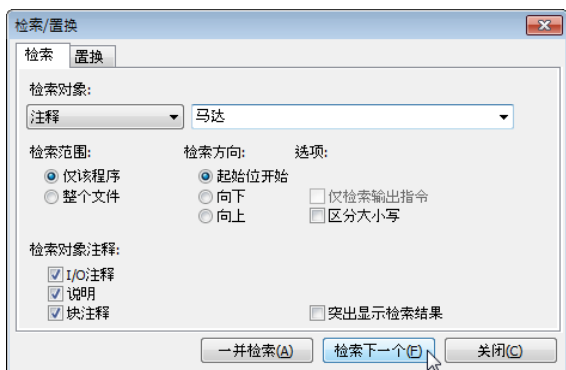 检索/置换
检索 置换
检索对象:
注释 马达
检索范围: 检索方向: 选项:
仅该程序 起始位开始
整个文件 向下 仅检索输出指令
向上 区分大小写
检索对象注释:
I/O注释
说明
块注释 突出显示检索结果
一并检索(A) 检索下一个(F) 关闭(C)